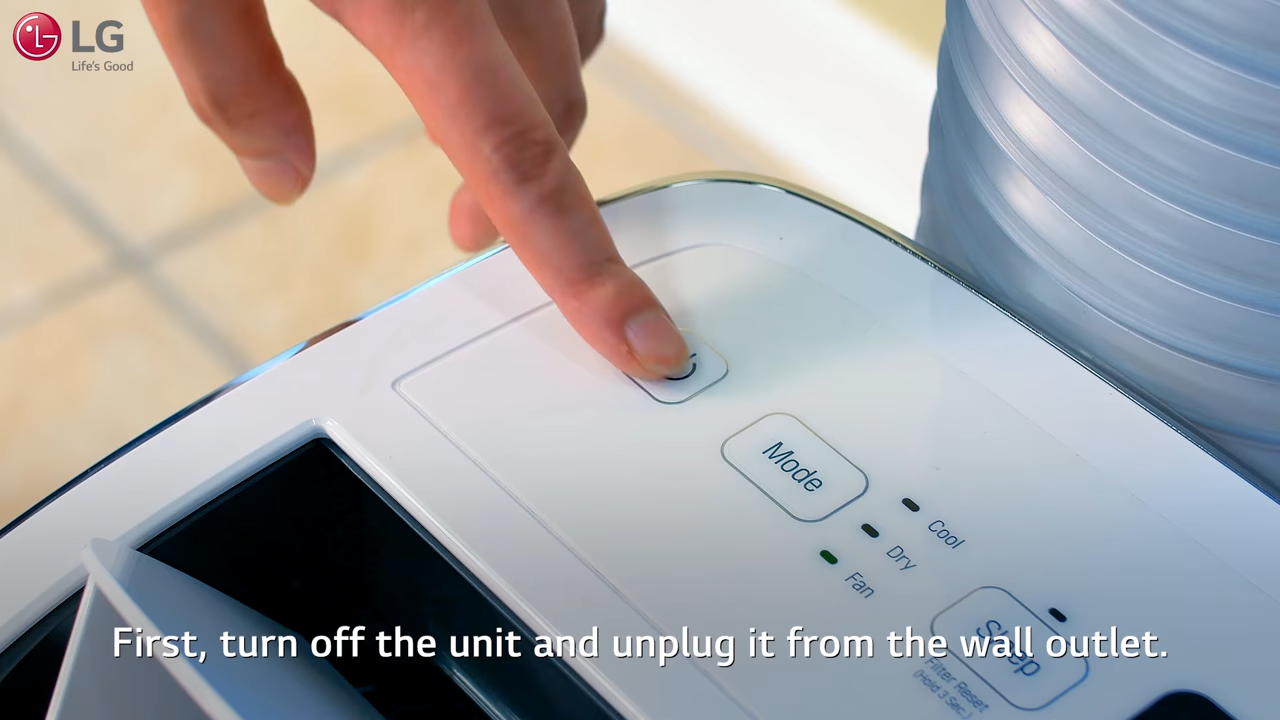 LG
Life's Good
Mode
Cool
Dry
Fan
Sleep
Filter Reset
(Hold 3 Sec.)
First, turn off the unit and unplug it from the wall outlet.